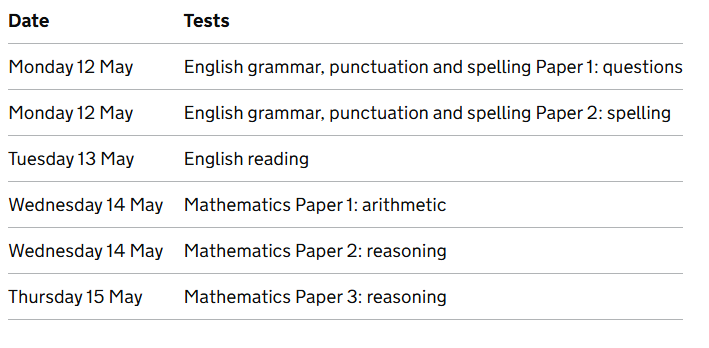 Date Tests
Monday 12 May English grammar, punctuation and spelling Paper 1: questions
Monday 12 May English grammar, punctuation and spelling Paper 2: spelling
Tuesday 13 May English reading
Wednesday 14 May Mathematics Paper 1: arithmetic
Wednesday 14 May Mathematics Paper 2: reasoning
Thursday 15 May Mathematics Paper 3: reasoning